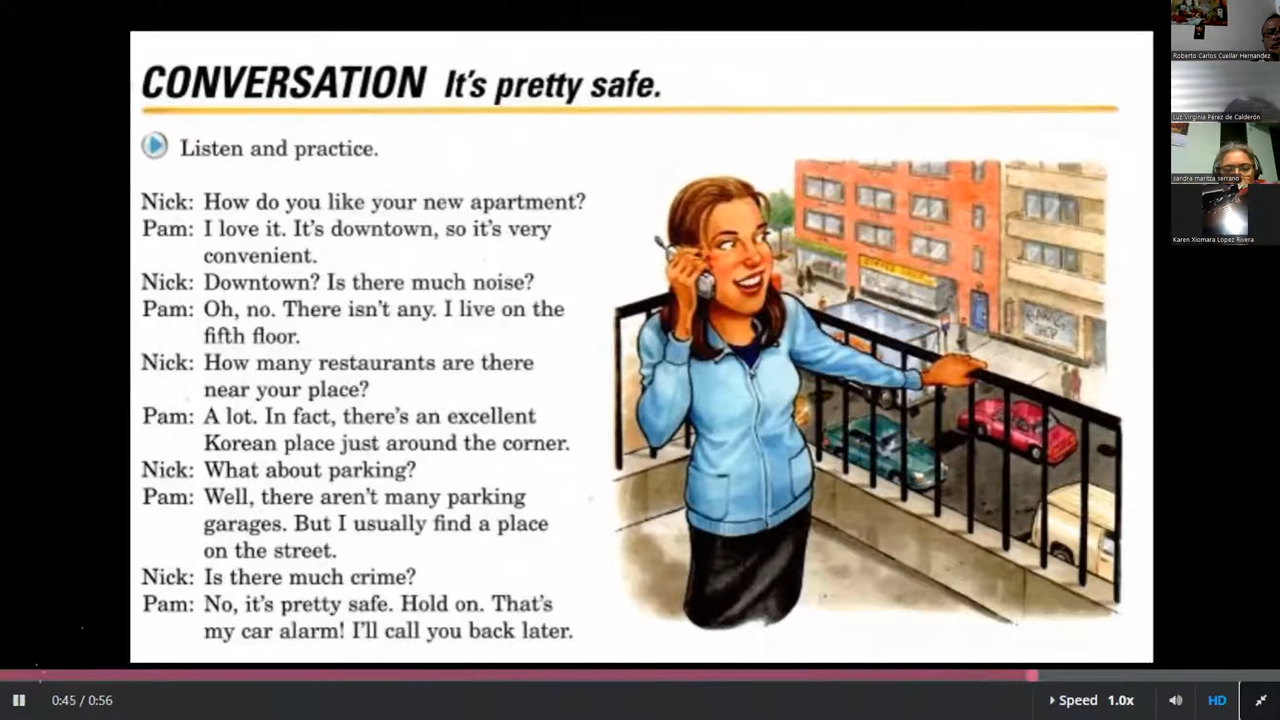 CONVERSATION It's pretty safe.
Listen and practice.
Nick: How do you like your new apartment?
Pam: I love it. It's downtown, so it's very
convenient.
Nick: Downtown? Is there much noise?
Pam: Oh, no. There isn't any. I live on the
fifth floor.
Nick: How many restaurants are there
near your place?
Pam: A lot. In fact, there's an excellent
Korean place just around the corner.
Nick: What about parking?
Pam: Well, there aren't many parking
garages. But I usually find a place
on the street.
Nick: Is there much crime?
Pam: No, it's pretty safe. Hold on. That's
my car alarm! I'll call you back later.
SHOP
Roberto Carlos Cuellar Hernandez
Luz Virginia Pérez de Calderón
sandra maritza serrano
Karen Xiomara Lopez Rivera
0:45 / 0:56
Speed 1.0x
HD